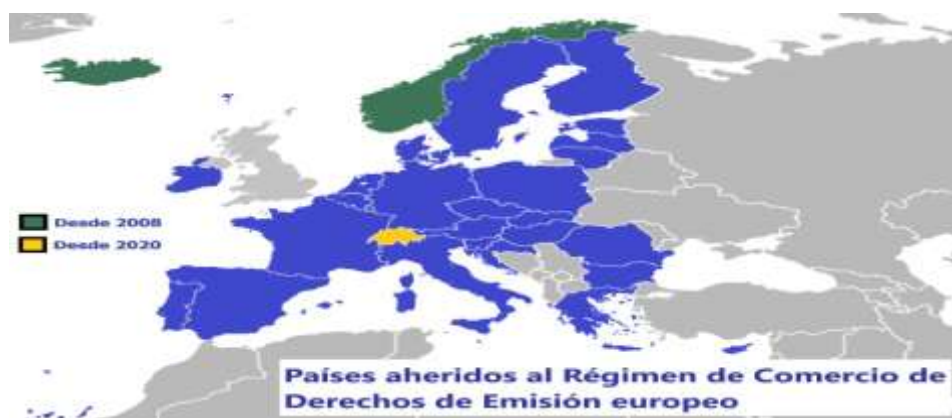 Desde 2008
Desde 2020
Países aheridos al Régimen de Comercio de
Derechos de Emisión europeo